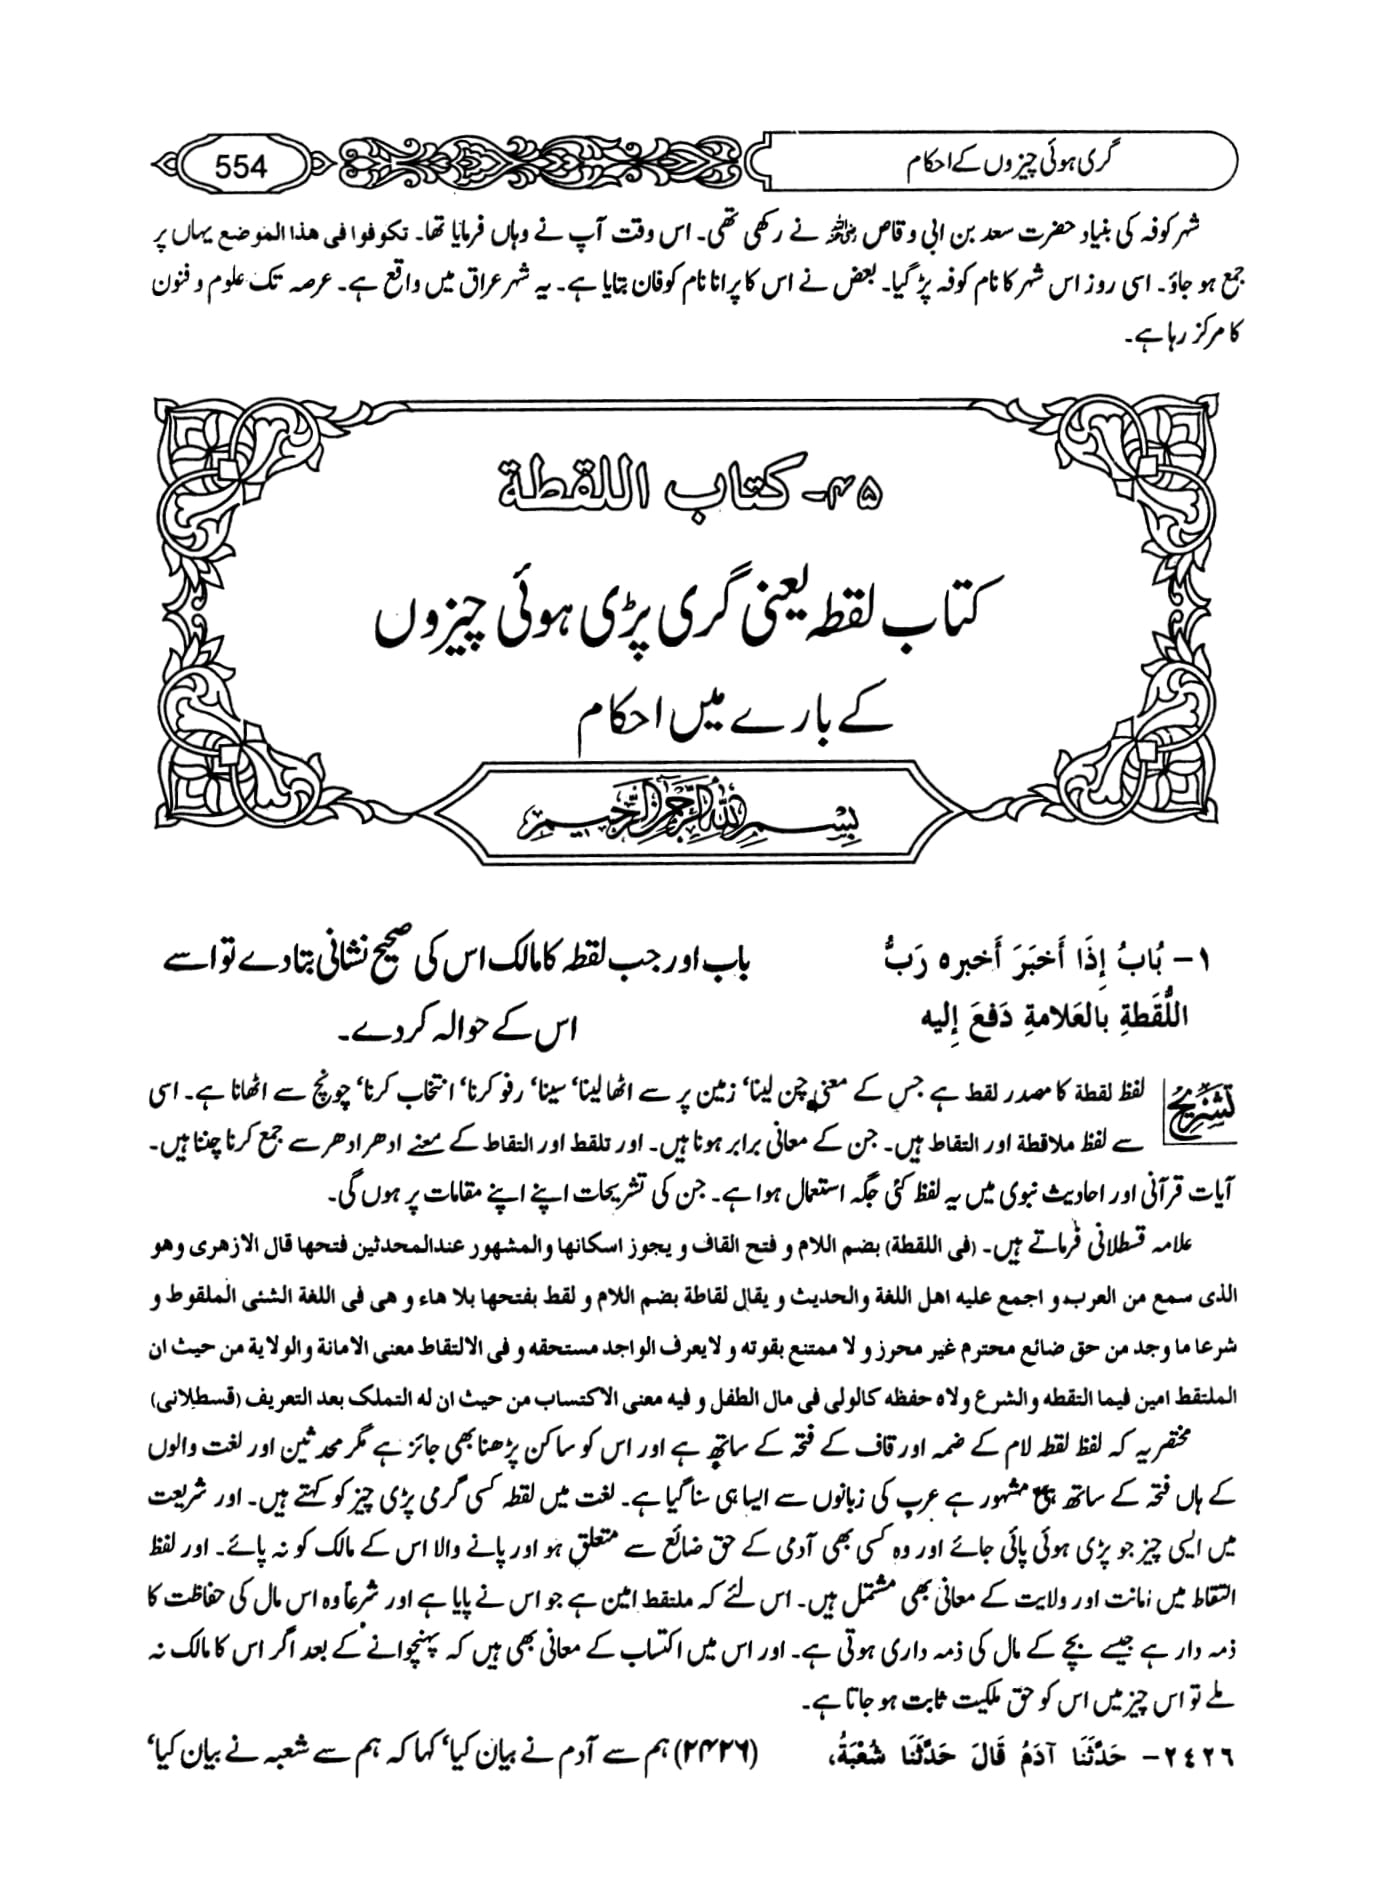 گری ہوئی چیزوں کے احکام
554
شہر کوفہ کی بنیاد حضرت سعد بن ابی وقاص رضی اللہ عنہ نے رکھی تھی۔ اس وقت آپ نے وہاں فرمایا تھا۔ تکوفوا فی هذا الموضع یہاں پر
جمع ہو جاؤ۔ اسی روز اس شہر کا نام کوفہ پڑ گیا۔ بعض نے اس کا پرانا نام کوفان بتایا ہے۔ یہ شہر عراق میں واقع ہے۔ عرصہ تک علوم و فنون
کا مرکز رہا ہے۔
۴۵- کتاب اللقطة
کتاب لقطہ یعنی گری پڑی ہوئی چیزوں
کے بارے میں احکام
بسم الله الرحمن الرحيم
۱- بُابُ إِذَا أَخبَرَ أَخبره رَبُّ
اللُّقَطةِ بالعَلامةِ دَفعَ إِليه
باب اور جب لقطہ کا مالک اس کی صحیح نشانی بتا دے تو اسے
اس کے حوالہ کر دے۔
تشریح
لفظ لقطۃ کا مصدر لقط ہے جس کے معنی چن لینا‘ زمین پر سے اٹھا لینا‘ سینا‘ رفو کرنا‘ انتخاب کرنا‘ چونچ سے اٹھانا ہے۔ اسی
سے لفظ ملاقطۃ اور التقاط ہیں۔ جن کے معانی برابر ہونا ہیں۔ اور تلقط اور التقاط کے معنے ادھر ادھر سے جمع کرنا چننا ہیں۔
آیات قرآنی اور احادیث نبوی میں یہ لفظ کئی جگہ استعمال ہوا ہے۔ جن کی تشریحات اپنے اپنے مقامات پر ہوں گی۔
علامہ قسطلانی فرماتے ہیں۔ (فی اللقطة) بضم اللام و فتح القاف و یجوز اسکانها والمشهور عندالمحدثین فتحها قال الازهری وهو
الذی سمع من العرب و اجمع علیه اهل اللغة والحدیث و یقال لقاطة بضم اللام و لقط بفتحها بلا هاء و هی فی اللغة الشئی الملقوط و
شرعا ما وجد من حق ضائع محترم غیر محرز و لا ممتنع بقوته و لایعرف الواجد مستحقه و فی الالتقاط معنی الامانة والولایة من حیث ان
الملتقط امین فیما التقطه والشرع ولاه حفظه کالولی فی مال الطفل و فیه معنی الاکتساب من حیث ان له التملک بعد التعریف (قسطلانی)
مختصر یہ کہ لفظ لقطہ لام کے ضمہ اور قاف کے فتحہ کے ساتھ ہے اور اس کو ساکن پڑھنا بھی جائز ہے مگر محدثین اور لغت والوں
کے ہاں فتحہ کے ساتھ ہی مشہور ہے عرب کی زبانوں سے ایسا ہی سنا گیا ہے۔ لغت میں لقطہ کسی گرمی پڑی چیز کو کہتے ہیں۔ اور شریعت
میں ایسی چیز جو پڑی ہوئی پائی جائے اور وہ کسی بھی آدمی کے حق ضائع سے متعلق ہو اور پانے والا اس کے مالک کو نہ پائے۔ اور لفظ
التقاط میں امانت اور ولایت کے معانی بھی مشتمل ہیں۔ اس لئے کہ ملتقط امین ہے جو اس نے پایا ہے اور شرعاً وہ اس مال کی حفاظت کا
ذمہ دار ہے جیسے بچے کے مال کی ذمہ داری ہوتی ہے۔ اور اس میں اکتساب کے معانی بھی ہیں کہ پہنچوانے کے بعد اگر اس کا مالک نہ
ملے تو اس چیز میں اس کو حق ملکیت ثابت ہو جاتا ہے۔
٢٤٢٦- حَدَّثَنَا آدَمُ قَالَ حَدَّثَنَا شُعْبَةُ،
(۲۴۲۶) ہم سے آدم نے بیان کیا‘ کہا کہ ہم سے شعبہ نے بیان کیا‘